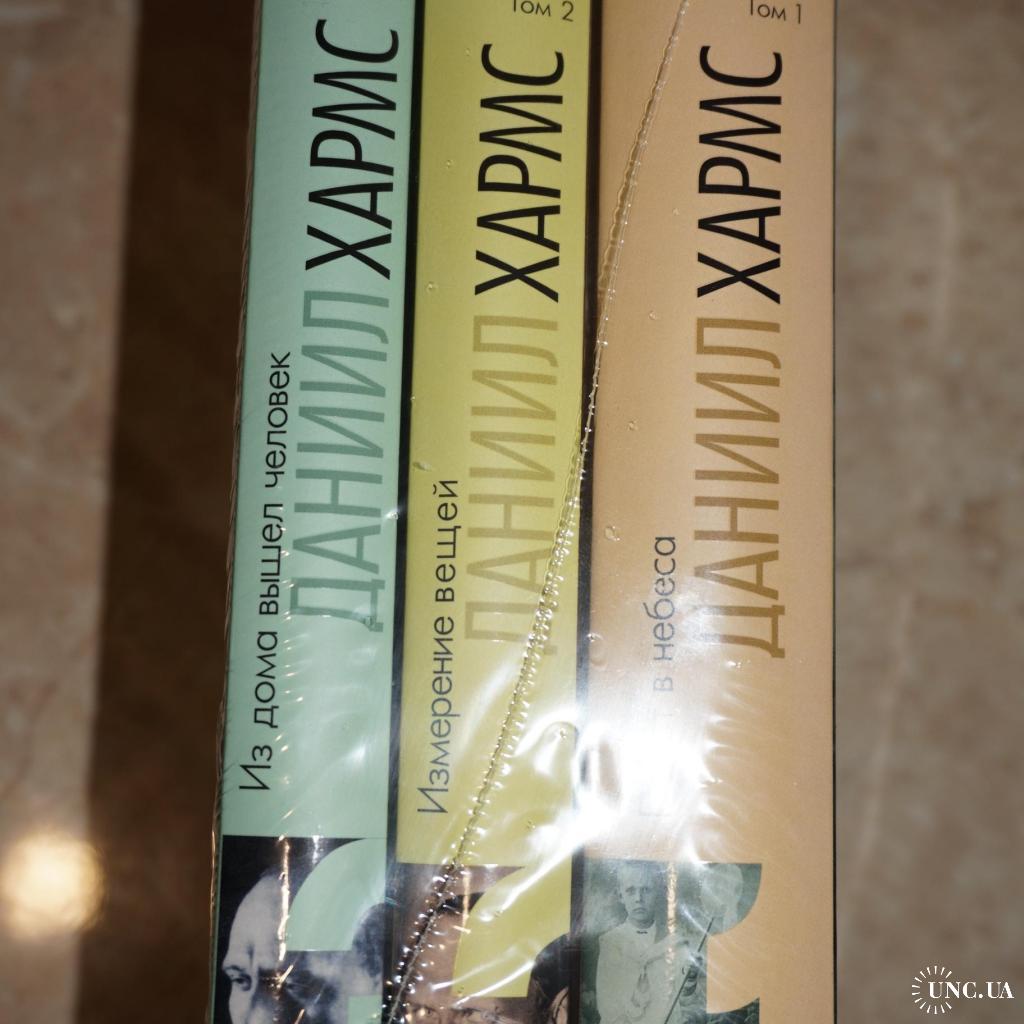 ДАНИИЛ ХАРМС
Из дома вышел человек
Том 2
ДАНИИЛ ХАРМС
Измерение вещей
Том 1
ДАНИИЛ ХАРМС
в небеса
UNC.UA